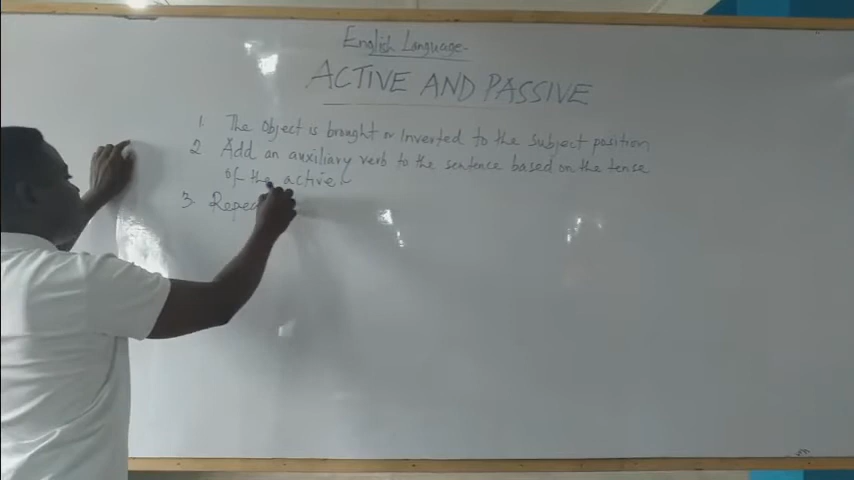 English Language
ACTIVE AND PASSIVE
1. The Object is brought or Inverted to the subject position
2 Add an auxiliary verb to the sentence based on the tense
of the active
3.